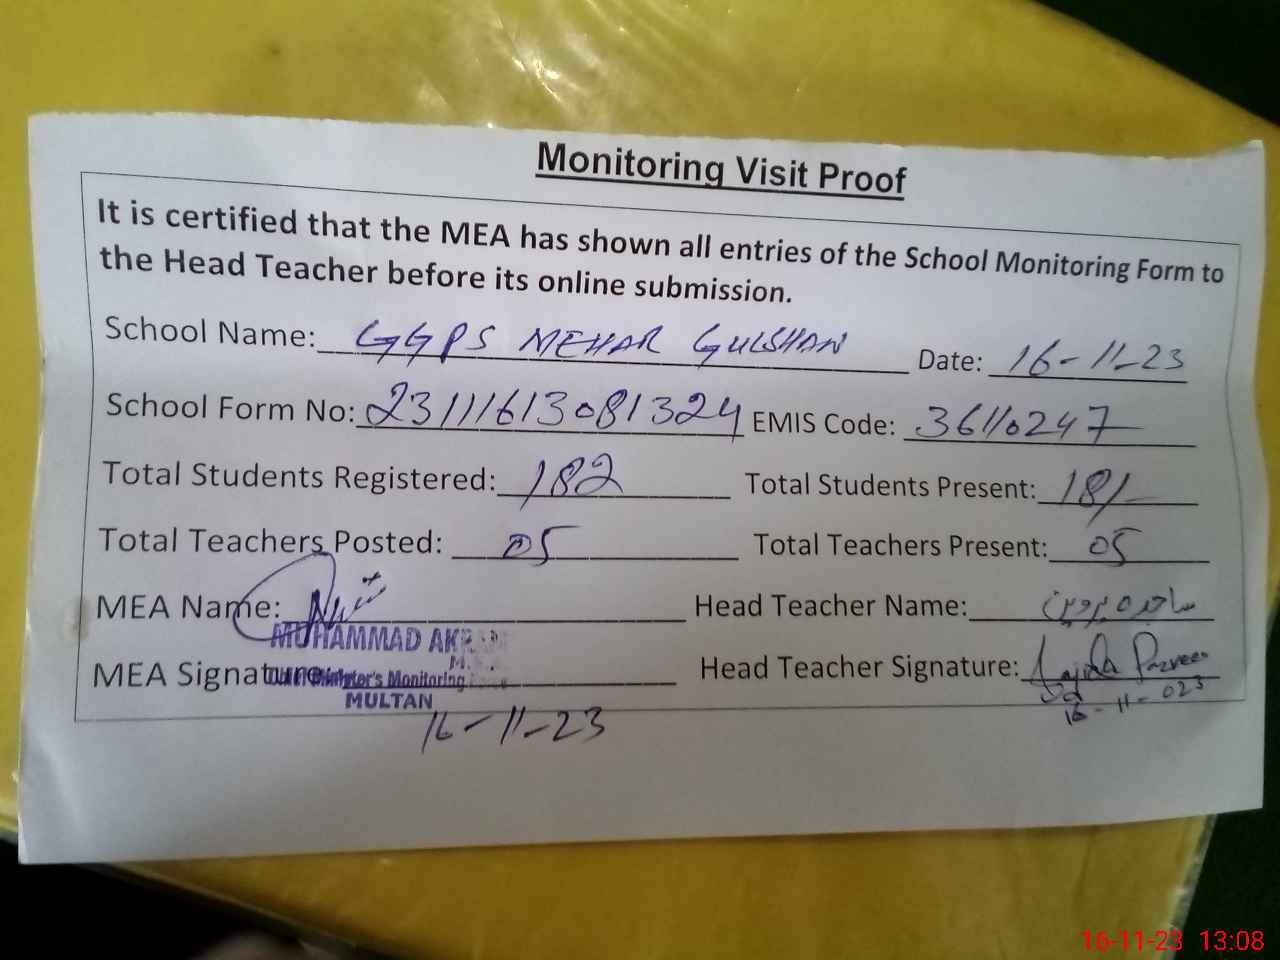 Monitoring Visit Proof
It is certified that the MEA has shown all entries of the School Monitoring Form to
the Head Teacher before its online submission.
School Name: GGPS MEHAR GULSHAN Date: 16-11-23
School Form No: 23111613081324 EMIS Code: 36110247
Total Students Registered: 182 Total Students Present: 181
Total Teachers Posted: 05 Total Teachers Present: 05
MEA Name: Head Teacher Name: ساجدہ پروین
MUHAMMAD
MEA Signature Head Teacher Signature: Sajida Parveen
Monitoring
MULTAN
16-11-23
16-11-023
16-11-23 13:08